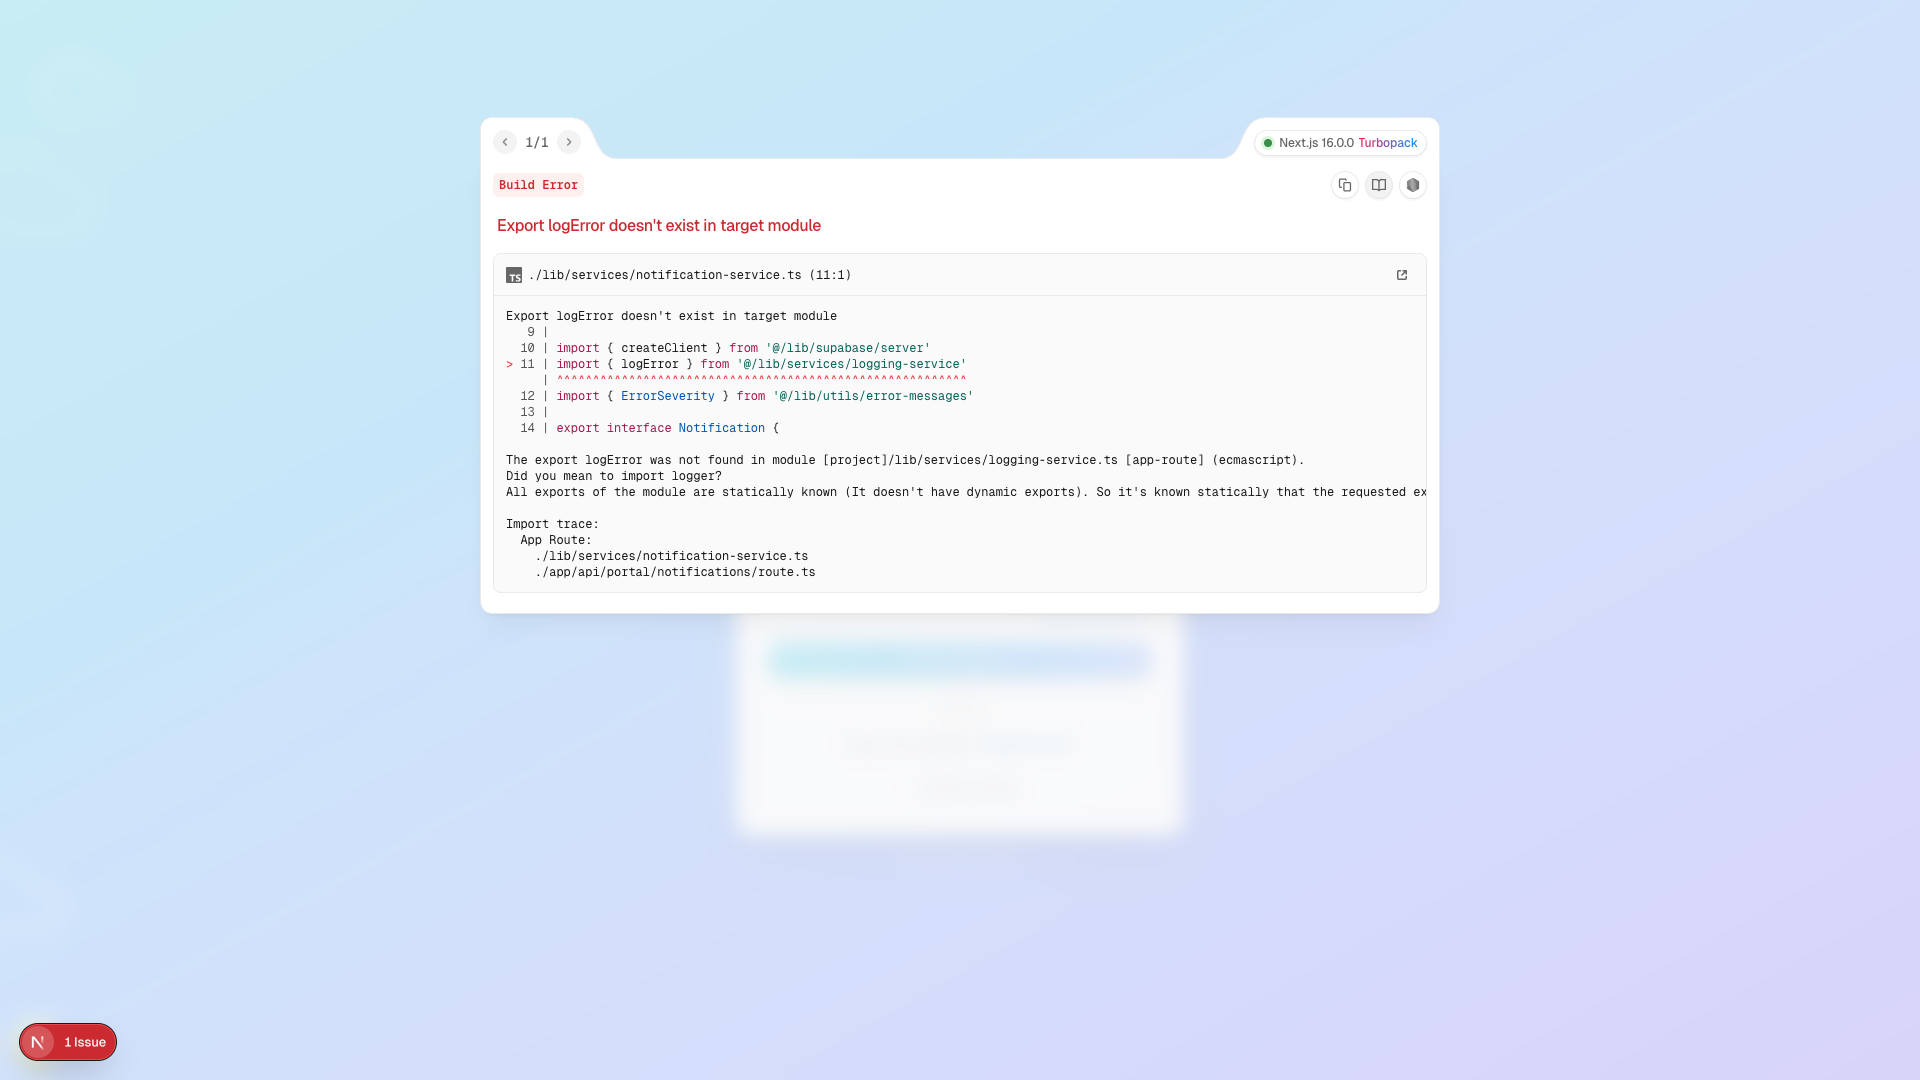 1/1
Next.js 16.0.0 Turbopack
Build Error
Export logError doesn't exist in target module
TS ./lib/services/notification-service.ts (11:1)
Export logError doesn't exist in target module
9 |
10 | import { createClient } from '@/lib/supabase/server'
> 11 | import { logError } from '@/lib/services/logging-service'
| ^^^^^^^^^^^^^^^^^^^^^^^^^^^^^^^^^^^^^^^^^^^^^^^^^^^^^^^^^
12 | import { ErrorSeverity } from '@/lib/utils/error-messages'
13 |
14 | export interface Notification {
The export logError was not found in module [project]/lib/services/logging-service.ts [app-route] (ecmascript).
Did you mean to import logger?
All exports of the module are statically known (It doesn't have dynamic exports). So it's known statically that the requested ex
Import trace:
App Route:
./lib/services/notification-service.ts
./app/api/portal/notifications/route.ts
N 1 Issue